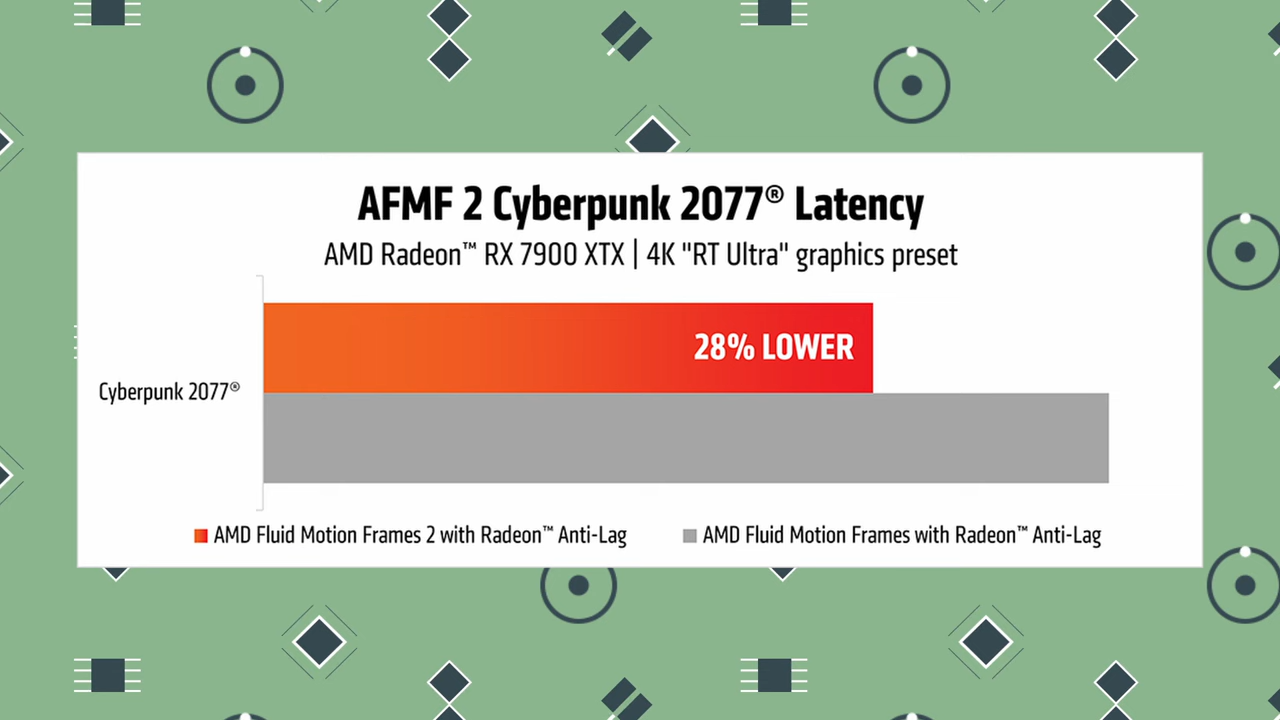 AFMF 2 Cyberpunk 2077® Latency
AMD Radeon™ RX 7900 XTX | 4K "RT Ultra" graphics preset
28% LOWER
Cyberpunk 2077®
AMD Fluid Motion Frames 2 with Radeon™ Anti-Lag
AMD Fluid Motion Frames with Radeon™ Anti-Lag